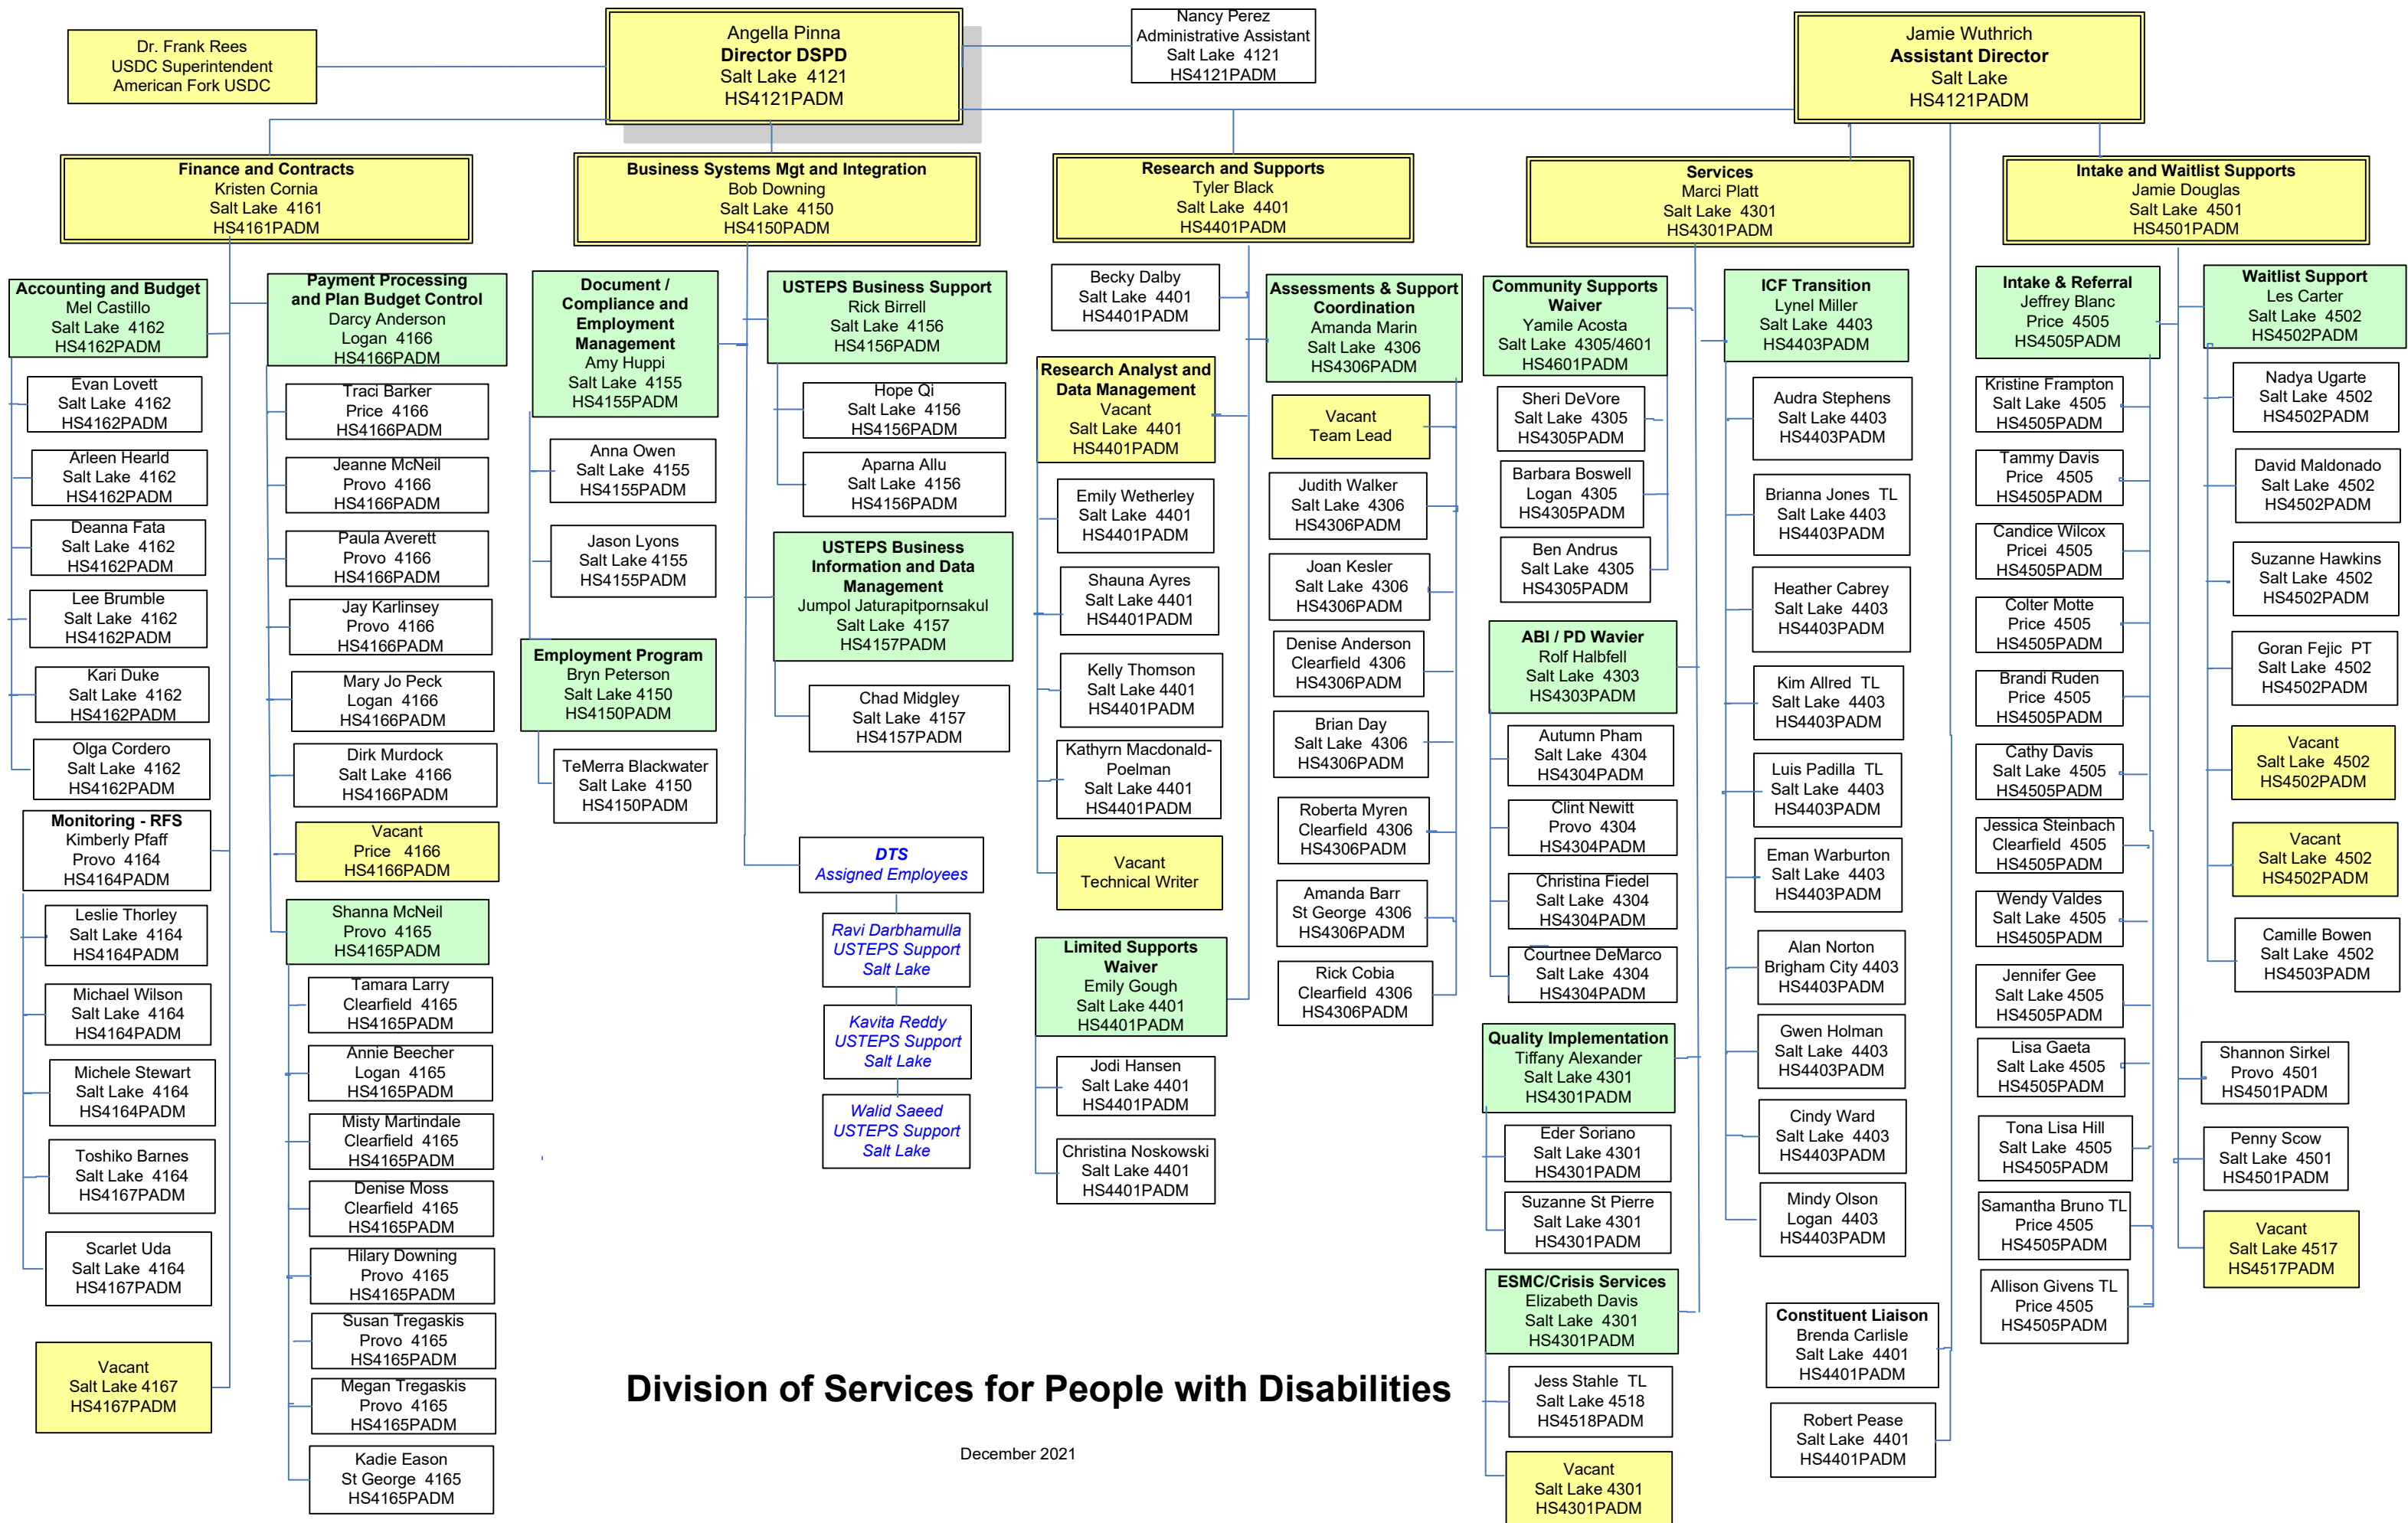 Dr. Frank Rees
USDC Superintendent
American Fork USDC
Angella Pinna
Director DSPD
Salt Lake 4121
HS4121PADM
Nancy Perez
Administrative Assistant
Salt Lake 4121
HS4121PADM
Jamie Wuthrich
Assistant Director
Salt Lake
HS4121PADM
Finance and Contracts
Kristen Cornia
Salt Lake 4161
HS4161PADM
Business Systems Mgt and Integration
Bob Downing
Salt Lake 4150
HS4150PADM
Research and Supports
Tyler Black
Salt Lake 4401
HS4401PADM
Services
Marci Platt
Salt Lake 4301
HS4301PADM
Intake and Waitlist Supports
Jamie Douglas
Salt Lake 4501
HS4501PADM
Accounting and Budget
Mel Castillo
Salt Lake 4162
HS4162PADM
Evan Lovett
Salt Lake 4162
HS4162PADM
Arleen Hearld
Salt Lake 4162
HS4162PADM
Deanna Fata
Salt Lake 4162
HS4162PADM
Lee Brumble
Salt Lake 4162
HS4162PADM
Kari Duke
Salt Lake 4162
HS4162PADM
Olga Cordero
Salt Lake 4162
HS4162PADM
Monitoring - RFS
Kimberly Pfaff
Provo 4164
HS4164PADM
Leslie Thorley
Salt Lake 4164
HS4164PADM
Michael Wilson
Salt Lake 4164
HS4164PADM
Michele Stewart
Salt Lake 4164
HS4164PADM
Toshiko Barnes
Salt Lake 4164
HS4167PADM
Scarlet Uda
Salt Lake 4164
HS4167PADM
Vacant
Salt Lake 4167
HS4167PADM
Payment Processing
and Plan Budget Control
Darcy Anderson
Logan 4166
HS4166PADM
Traci Barker
Price 4166
HS4166PADM
Jeanne McNeil
Provo 4166
HS4166PADM
Paula Averett
Provo 4166
HS4166PADM
Jay Karlinsey
Provo 4166
HS4166PADM
Mary Jo Peck
Logan 4166
HS4166PADM
Dirk Murdock
Salt Lake 4166
HS4166PADM
Vacant
Price 4166
HS4166PADM
Shanna McNeil
Provo 4165
HS4165PADM
Tamara Larry
Clearfield 4165
HS4165PADM
Annie Beecher
Logan 4165
HS4165PADM
Misty Martindale
Clearfield 4165
HS4165PADM
Denise Moss
Clearfield 4165
HS4165PADM
Hilary Downing
Provo 4165
HS4165PADM
Susan Tregaskis
Provo 4165
HS4165PADM
Megan Tregaskis
Provo 4165
HS4165PADM
Kadie Eason
St George 4165
HS4165PADM
Document /
Compliance and
Employment
Management
Amy Huppi
Salt Lake 4155
HS4155PADM
Anna Owen
Salt Lake 4155
HS4155PADM
Jason Lyons
Salt Lake 4155
HS4155PADM
Employment Program
Bryn Peterson
Salt Lake 4150
HS4150PADM
TeMerra Blackwater
Salt Lake 4150
HS4150PADM
USTEPS Business Support
Rick Birrell
Salt Lake 4156
HS4156PADM
Hope Qi
Salt Lake 4156
HS4156PADM
Aparna Allu
Salt Lake 4156
HS4156PADM
USTEPS Business
Information and Data
Management
Jumpol Jaturapitpornsakul
Salt Lake 4157
HS4157PADM
Chad Midgley
Salt Lake 4157
HS4157PADM
DTS
Assigned Employees
Ravi Darbhamulla
USTEPS Support
Salt Lake
Kavita Reddy
USTEPS Support
Salt Lake
Walid Saeed
USTEPS Support
Salt Lake
Becky Dalby
Salt Lake 4401
HS4401PADM
Research Analyst and
Data Management
Vacant
Salt Lake 4401
HS4401PADM
Emily Wetherley
Salt Lake 4401
HS4401PADM
Shauna Ayres
Salt Lake 4401
HS4401PADM
Kelly Thomson
Salt Lake 4401
HS4401PADM
Kathyrn Macdonald-
Poelman
Salt Lake 4401
HS4401PADM
Vacant
Technical Writer
Limited Supports
Waiver
Emily Gough
Salt Lake 4401
HS4401PADM
Jodi Hansen
Salt Lake 4401
HS4401PADM
Christina Noskowski
Salt Lake 4401
HS4401PADM
Assessments & Support
Coordination
Amanda Marin
Salt Lake 4306
HS4306PADM
Vacant
Team Lead
Judith Walker
Salt Lake 4306
HS4306PADM
Joan Kesler
Salt Lake 4306
HS4306PADM
Denise Anderson
Clearfield 4306
HS4306PADM
Brian Day
Salt Lake 4306
HS4306PADM
Roberta Myren
Clearfield 4306
HS4306PADM
Amanda Barr
St George 4306
HS4306PADM
Rick Cobia
Clearfield 4306
HS4306PADM
Community Supports
Waiver
Yamile Acosta
Salt Lake 4305/4601
HS4601PADM
Sheri DeVore
Salt Lake 4305
HS4305PADM
Barbara Boswell
Logan 4305
HS4305PADM
Ben Andrus
Salt Lake 4305
HS4305PADM
ABI / PD Wavier
Rolf Halbfell
Salt Lake 4303
HS4303PADM
Autumn Pham
Salt Lake 4304
HS4304PADM
Clint Newitt
Provo 4304
HS4304PADM
Christina Fiedel
Salt Lake 4304
HS4304PADM
Courtnee DeMarco
Salt Lake 4304
HS4304PADM
Quality Implementation
Tiffany Alexander
Salt Lake 4301
HS4301PADM
Eder Soriano
Salt Lake 4301
HS4301PADM
Suzanne St Pierre
Salt Lake 4301
HS4301PADM
ESMC/Crisis Services
Elizabeth Davis
Salt Lake 4301
HS4301PADM
Jess Stahle TL
Salt Lake 4518
HS4518PADM
Vacant
Salt Lake 4301
HS4301PADM
ICF Transition
Lynel Miller
Salt Lake 4403
HS4403PADM
Audra Stephens
Salt Lake 4403
HS4403PADM
Brianna Jones TL
Salt Lake 4403
HS4403PADM
Heather Cabrey
Salt Lake 4403
HS4403PADM
Kim Allred TL
Salt Lake 4403
HS4403PADM
Luis Padilla TL
Salt Lake 4403
HS4403PADM
Eman Warburton
Salt Lake 4403
HS4403PADM
Alan Norton
Brigham City 4403
HS4403PADM
Gwen Holman
Salt Lake 4403
HS4403PADM
Cindy Ward
Salt Lake 4403
HS4403PADM
Mindy Olson
Logan 4403
HS4403PADM
Constituent Liaison
Brenda Carlisle
Salt Lake 4401
HS4401PADM
Robert Pease
Salt Lake 4401
HS4401PADM
Intake & Referral
Jeffrey Blanc
Price 4505
HS4505PADM
Kristine Frampton
Salt Lake 4505
HS4505PADM
Tammy Davis
Price 4505
HS4505PADM
Candice Wilcox
Pricei 4505
HS4505PADM
Colter Motte
Price 4505
HS4505PADM
Brandi Ruden
Price 4505
HS4505PADM
Cathy Davis
Salt Lake 4505
HS4505PADM
Jessica Steinbach
Clearfield 4505
HS4505PADM
Wendy Valdes
Salt Lake 4505
HS4505PADM
Jennifer Gee
Salt Lake 4505
HS4505PADM
Lisa Gaeta
Salt Lake 4505
HS4505PADM
Tona Lisa Hill
Salt Lake 4505
HS4505PADM
Samantha Bruno TL
Price 4505
HS4505PADM
Allison Givens TL
Price 4505
HS4505PADM
Waitlist Support
Les Carter
Salt Lake 4502
HS4502PADM
Nadya Ugarte
Salt Lake 4502
HS4502PADM
David Maldonado
Salt Lake 4502
HS4502PADM
Suzanne Hawkins
Salt Lake 4502
HS4502PADM
Goran Fejic PT
Salt Lake 4502
HS4502PADM
Vacant
Salt Lake 4502
HS4502PADM
Vacant
Salt Lake 4502
HS4502PADM
Camille Bowen
Salt Lake 4502
HS4503PADM
Shannon Sirkel
Provo 4501
HS4501PADM
Penny Scow
Salt Lake 4501
HS4501PADM
Vacant
Salt Lake 4517
HS4517PADM
Division of Services for People with Disabilities
December 2021